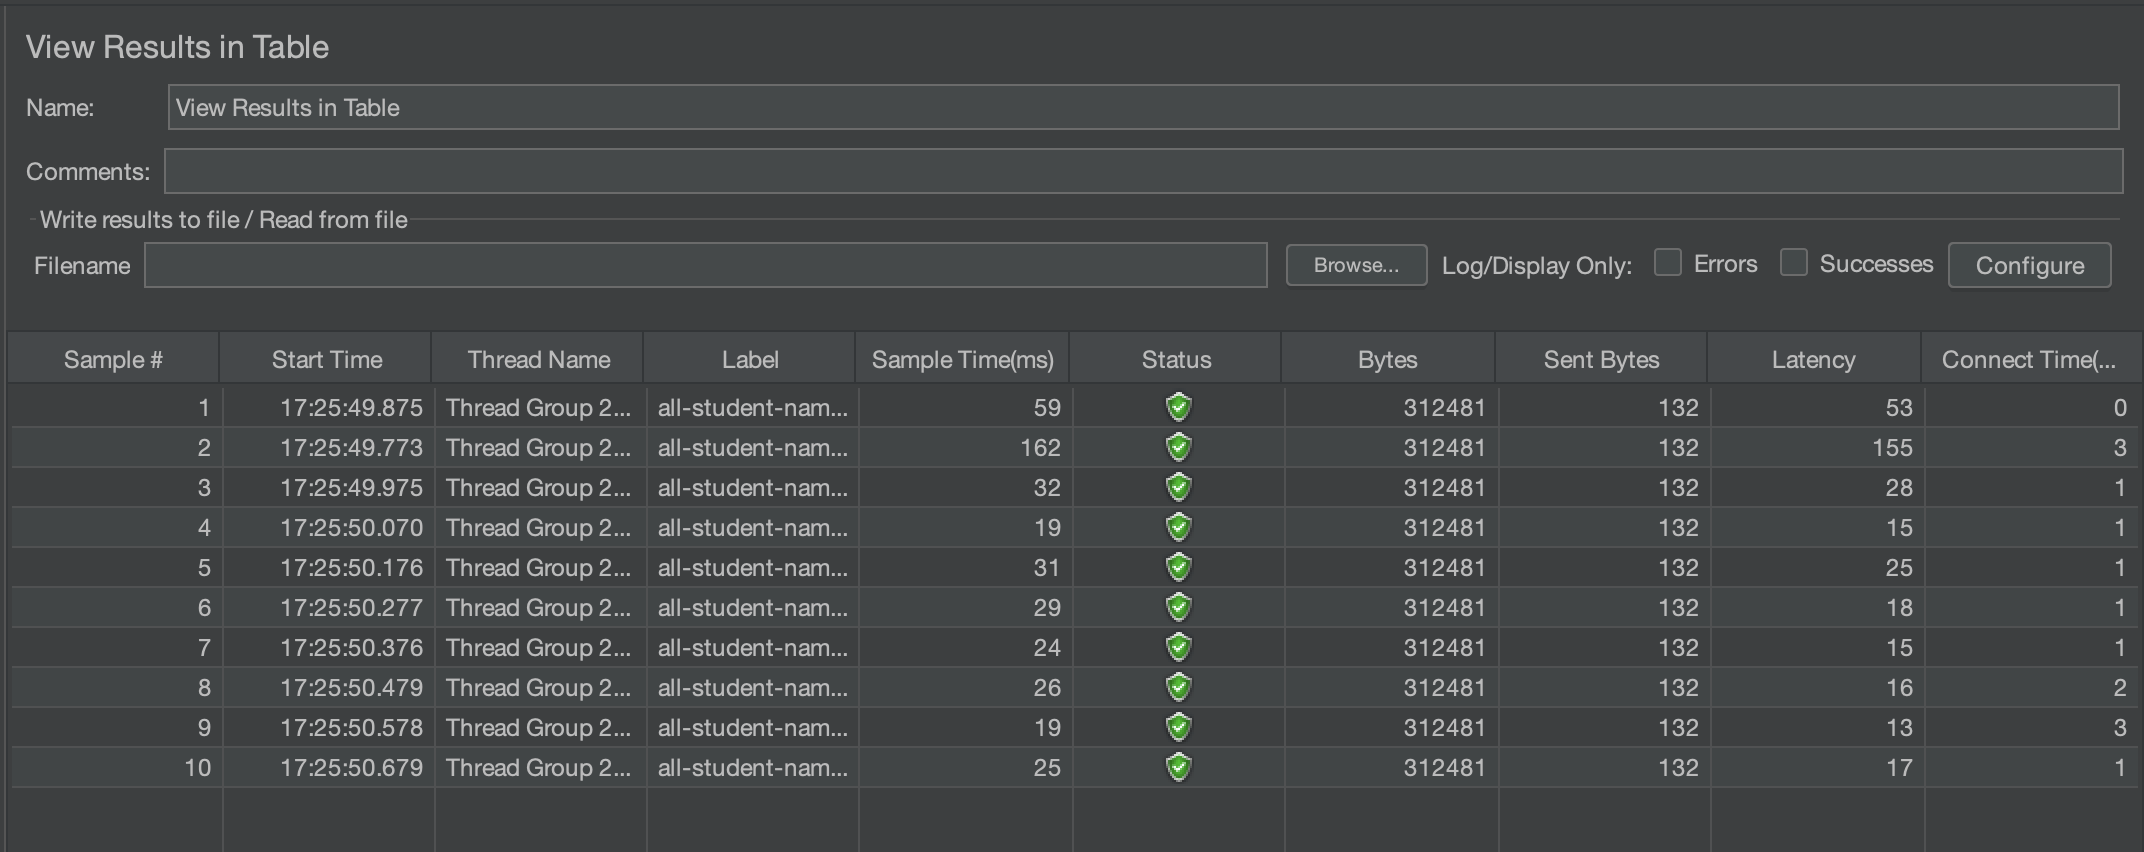 View Results in Table
Name: View Results in Table
Comments:
Write results to file / Read from file
Filename Browse... Log/Display Only: Errors Successes Configure
Sample # Start Time Thread Name Label Sample Time(ms) Status Bytes Sent Bytes Latency Connect Time(...
1 17:25:49.875 Thread Group 2... all-student-nam... 59 312481 132 53 0
2 17:25:49.773 Thread Group 2... all-student-nam... 162 312481 132 155 3
3 17:25:49.975 Thread Group 2... all-student-nam... 32 312481 132 28 1
4 17:25:50.070 Thread Group 2... all-student-nam... 19 312481 132 15 1
5 17:25:50.176 Thread Group 2... all-student-nam... 31 312481 132 25 1
6 17:25:50.277 Thread Group 2... all-student-nam... 29 312481 132 18 1
7 17:25:50.376 Thread Group 2... all-student-nam... 24 312481 132 15 1
8 17:25:50.479 Thread Group 2... all-student-nam... 26 312481 132 16 2
9 17:25:50.578 Thread Group 2... all-student-nam... 19 312481 132 13 3
10 17:25:50.679 Thread Group 2... all-student-nam... 25 312481 132 17 1